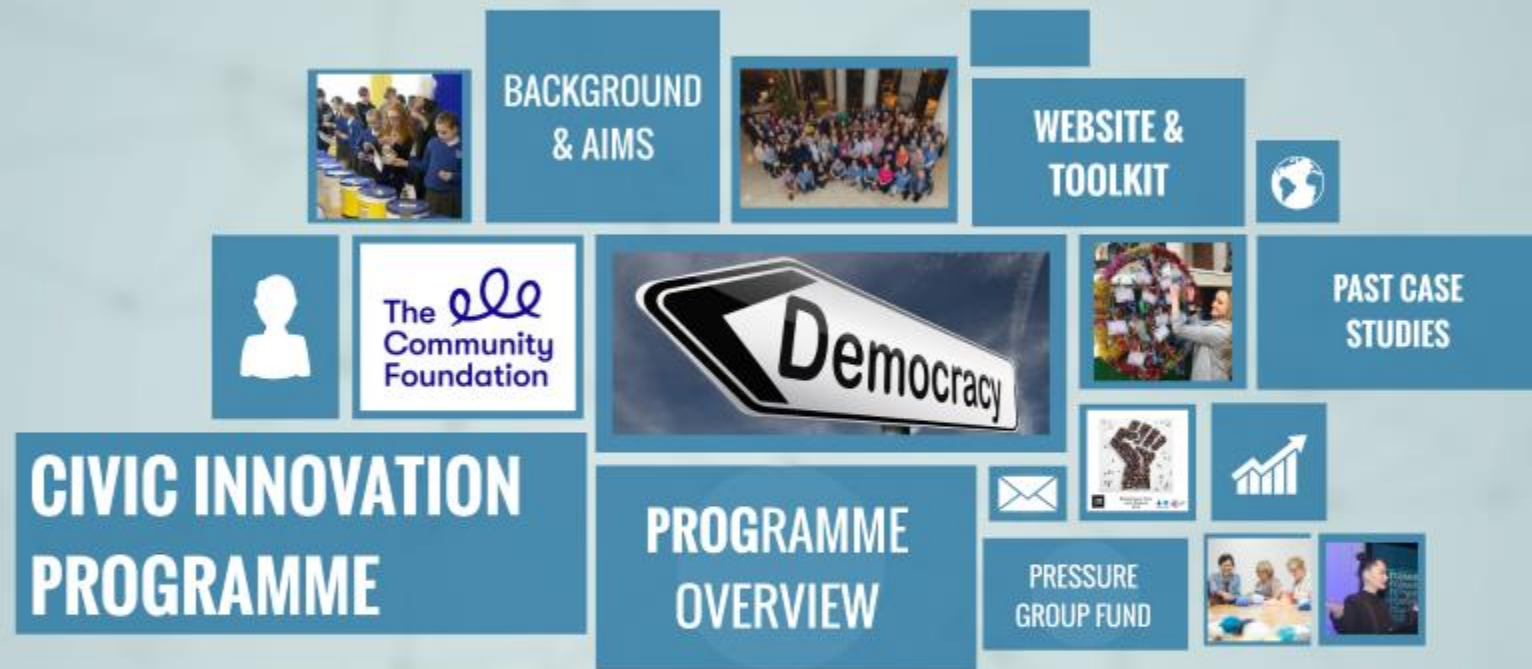 BACKGROUND
& AIMS
WEBSITE &
TOOLKIT
The
Community
Foundation
Democracy
PAST CASE
STUDIES
CIVIC INNOVATION
PROGRAMME
PROGRAMME
OVERVIEW
PRESSURE
GROUP FUND